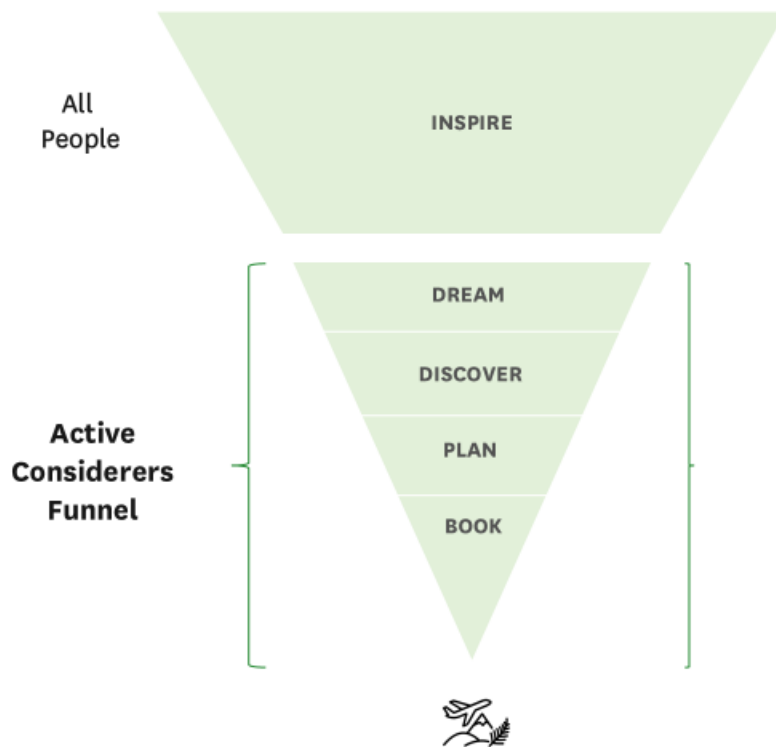 All
People
INSPIRE
DREAM
DISCOVER
Active
Considerers
Funnel
PLAN
BOOK